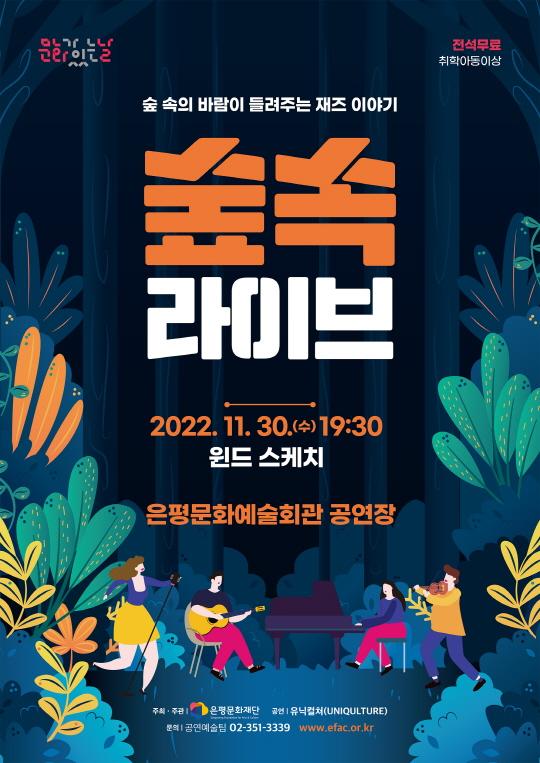 문화가 있는 날
전석무료
취학아동이상
숲 속의 바람이 들려주는 재즈 이야기
숲속
라이브
2022. 11. 30.(수) 19:30
윈드 스케치
은평문화예술회관 공연장
주최·주관 | 은평문화재단 공연 | 유닉컬쳐(UNIQULTURE)
문의 | 공연예술팀 02-351-3339 www.efac.or.kr